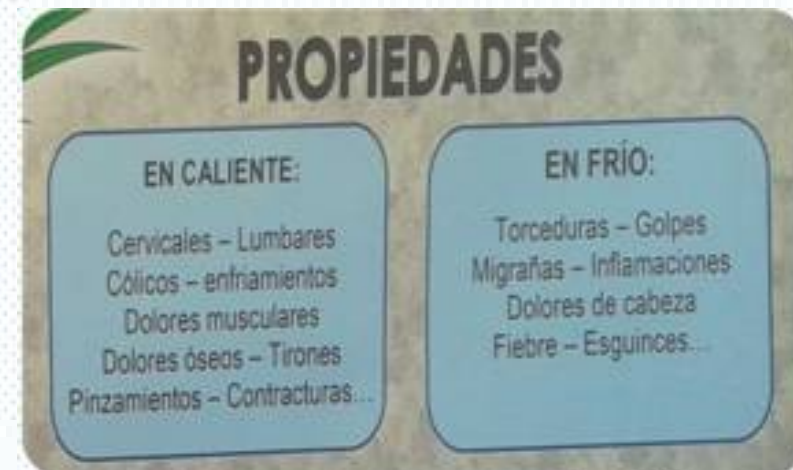 PROPIEDADES
EN CALIENTE:
Cervicales – Lumbares
Cólicos – enfriamientos
Dolores musculares
Dolores óseos – Tirones
Pinzamientos – Contracturas...
EN FRÍO:
Torceduras – Golpes
Migrañas – Inflamaciones
Dolores de cabeza
Fiebre – Esguinces...